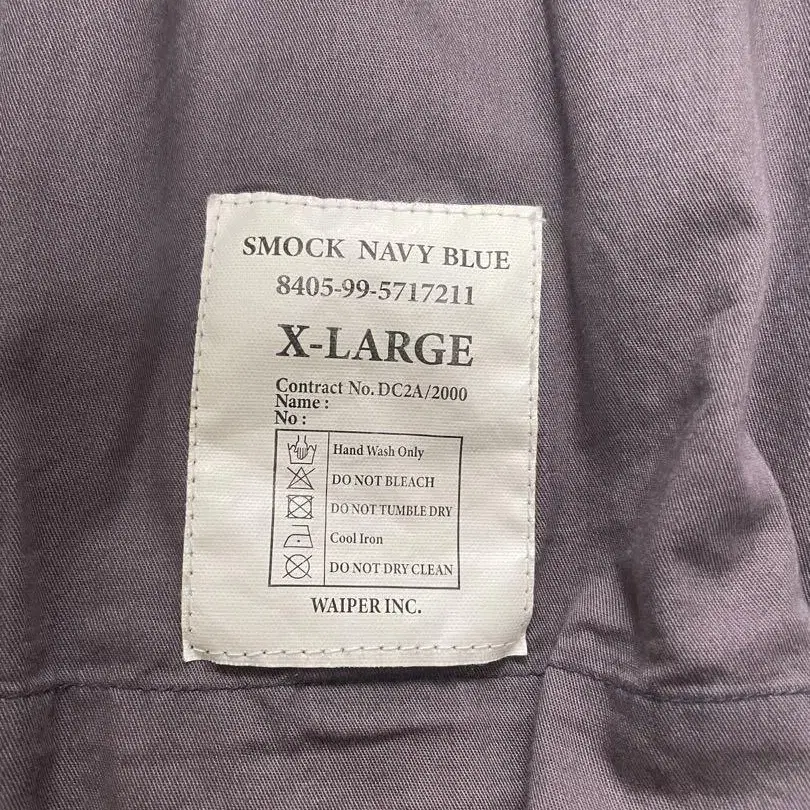 SMOCK NAVY BLUE
8405-99-5717211
X-LARGE
Contract No. DC2A/2000
Name :
No :
Hand Wash Only
DO NOT BLEACH
DO NOT TUMBLE DRY
Cool Iron
DO NOT DRY CLEAN
WAIPER INC.